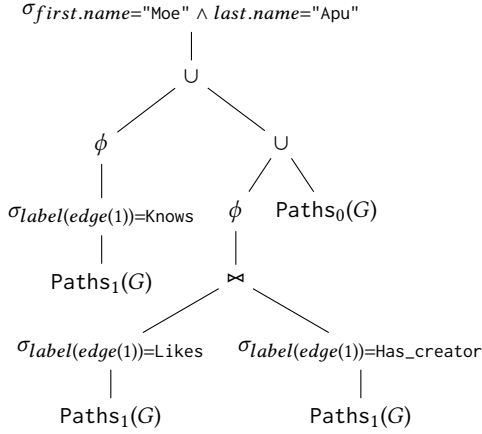 σfirst.name="Moe" ∧ last.name="Apu"
∪
ϕ ∪
σlabel(edge(1))=Knows ϕ Paths₀(G)
Paths₁(G) ⋈
σlabel(edge(1))=Likes σlabel(edge(1))=Has_creator
Paths₁(G) Paths₁(G)